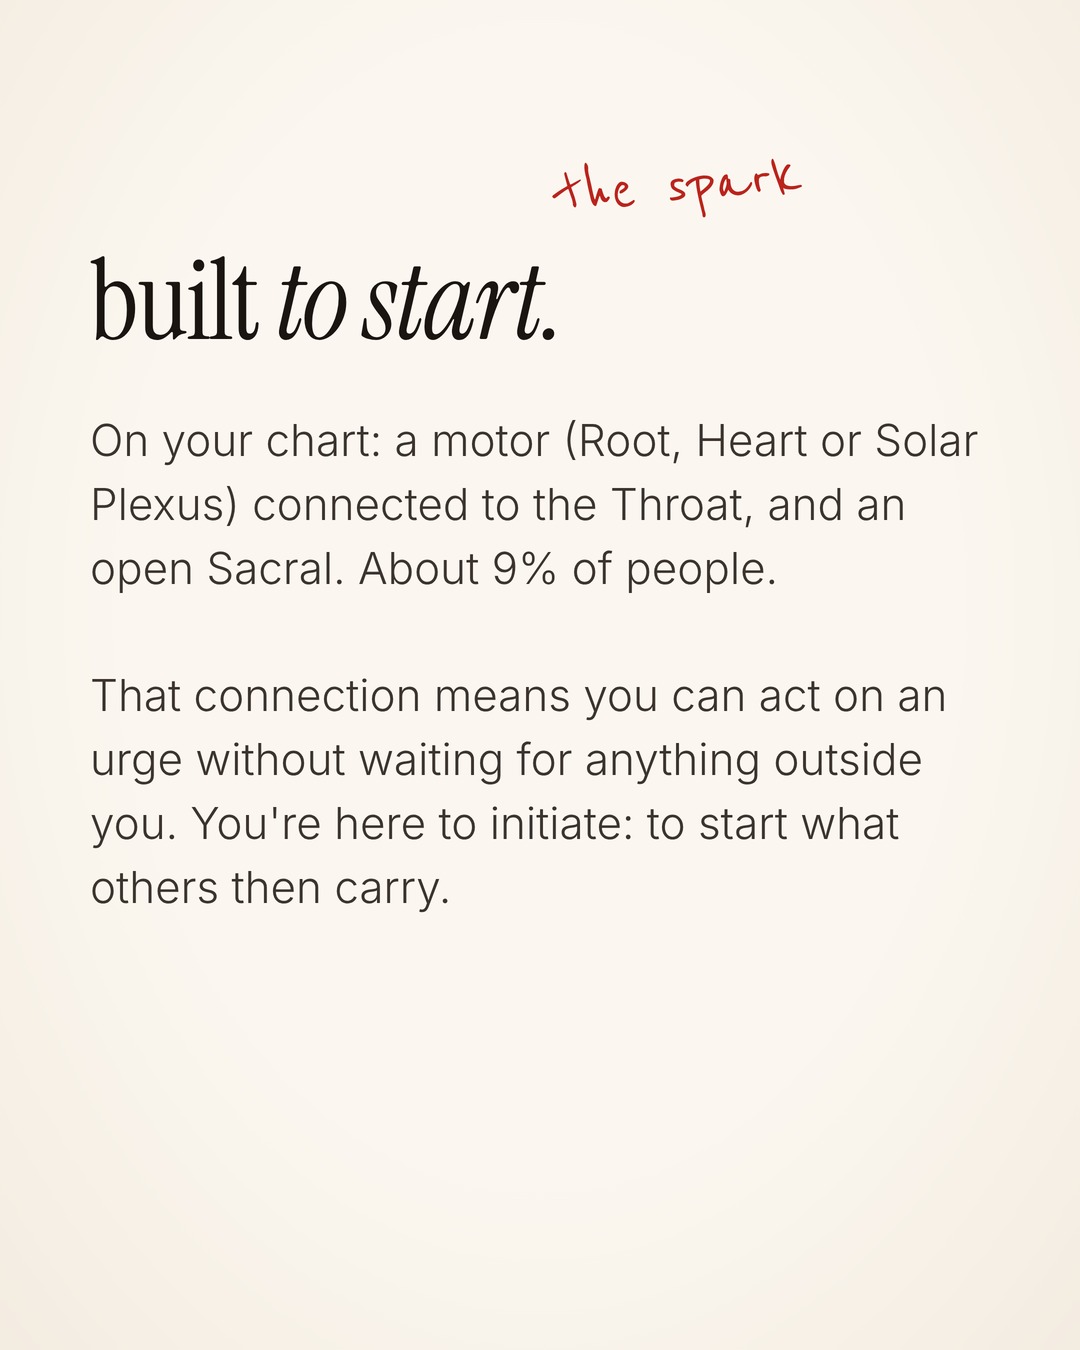 the spark
built to start.
On your chart: a motor (Root, Heart or Solar
Plexus) connected to the Throat, and an
open Sacral. About 9% of people.
That connection means you can act on an
urge without waiting for anything outside
you. You're here to initiate: to start what
others then carry.